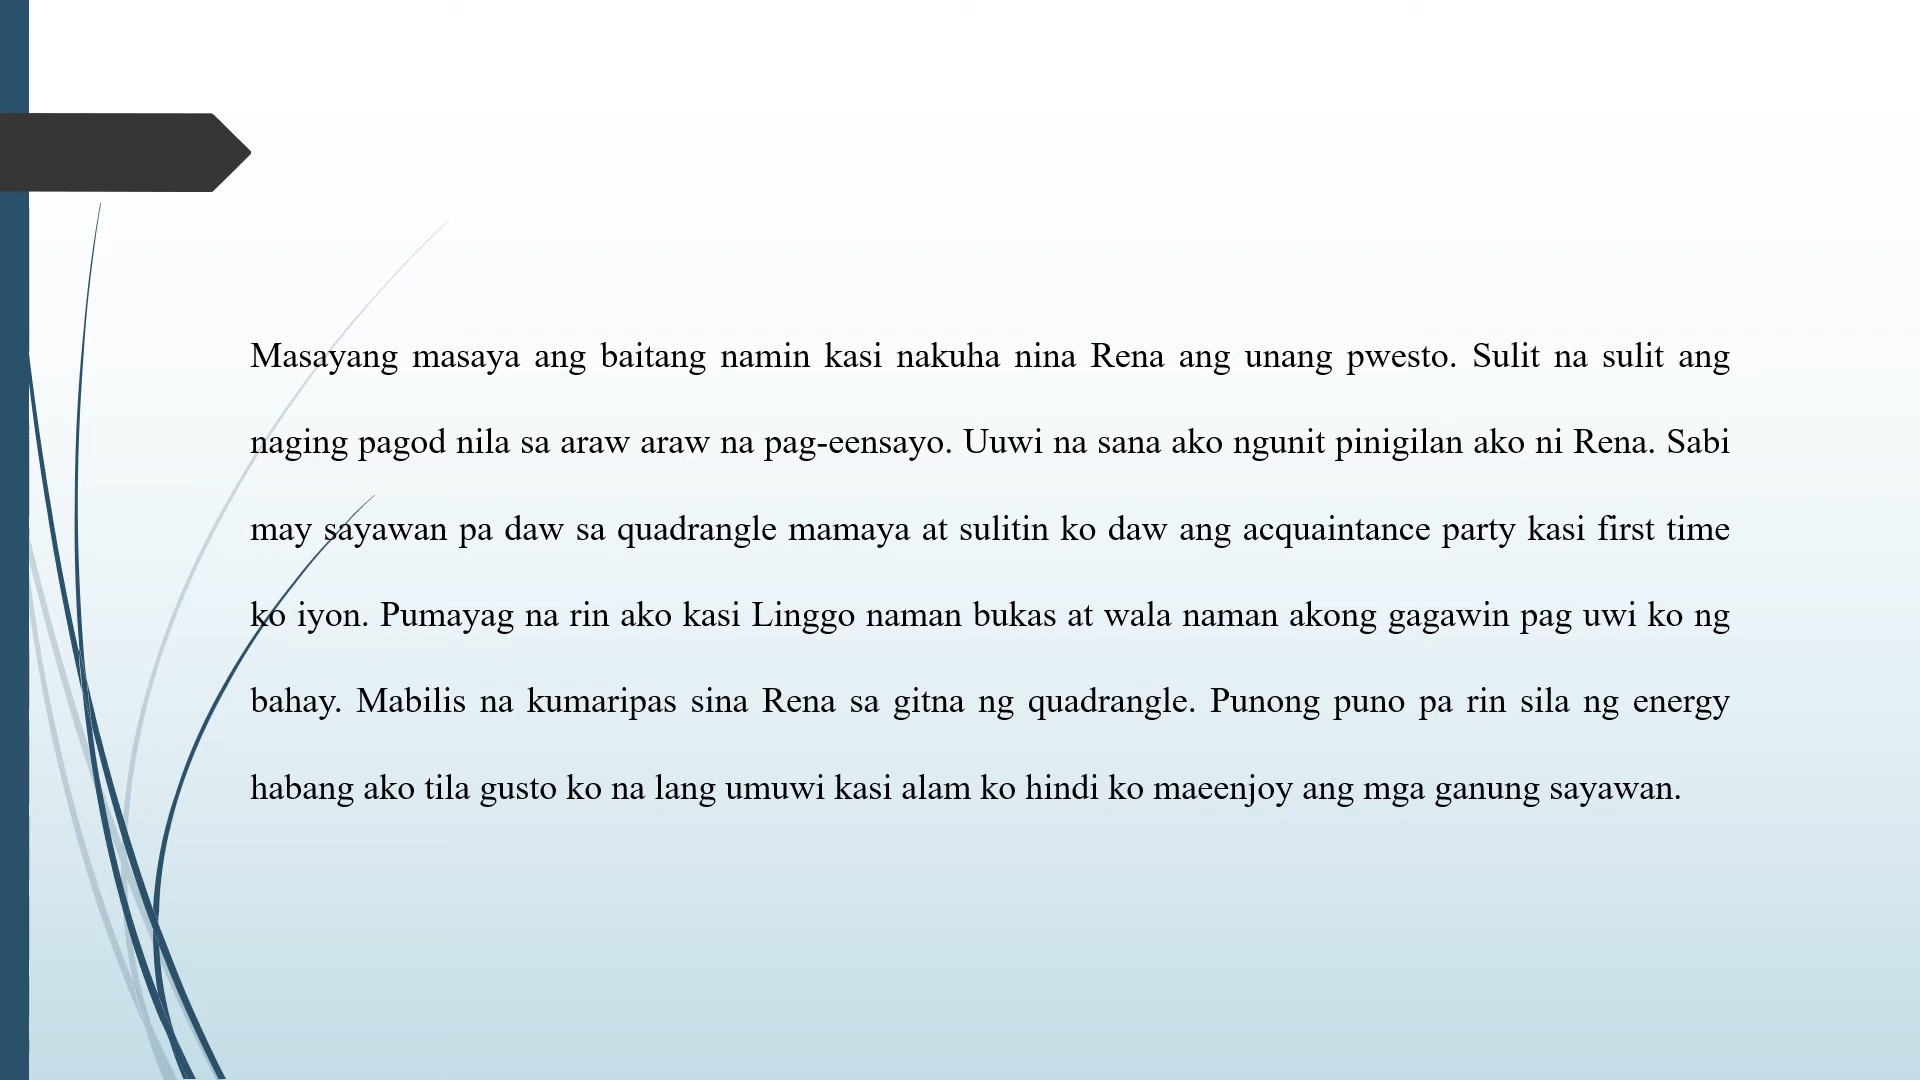 Masayang masaya ang baitang namin kasi nakuha nina Rena ang unang pwesto. Sulit na sulit ang
naging pagod nila sa araw araw na pag-eensayo. Uuwi na sana ako ngunit pinigilan ako ni Rena. Sabi
may sayawan pa daw sa quadrangle mamaya at sulitin ko daw ang acquaintance party kasi first time
ko iyon. Pumayag na rin ako kasi Linggo naman bukas at wala naman akong gagawin pag uwi ko ng
bahay. Mabilis na kumaripas sina Rena sa gitna ng quadrangle. Punong puno pa rin sila ng energy
habang ako tila gusto ko na lang umuwi kasi alam ko hindi ko maeenjoy ang mga ganung sayawan.